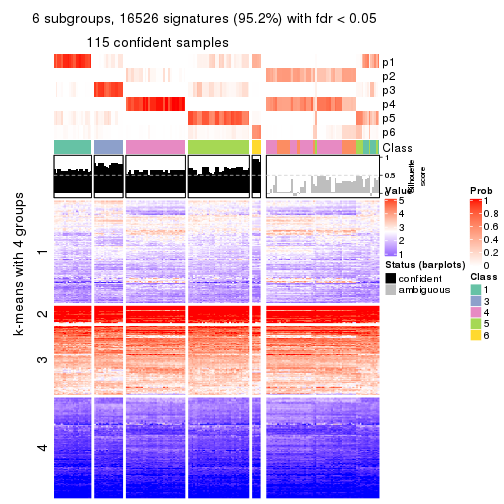 6 subgroups, 16526 signatures (95.2%) with fdr < 0.05
115 confident samples
p1
p2
p3
p4
p5
p6
Class
1
0.5
0
Silhouette
score
k-means with 4 groups
1
2
3
4
Value
5
4
3
2
1
Status (barplots)
confident
ambiguous
Prob
1
0.8
0.6
0.4
0.2
0
Class
1
3
4
5
6